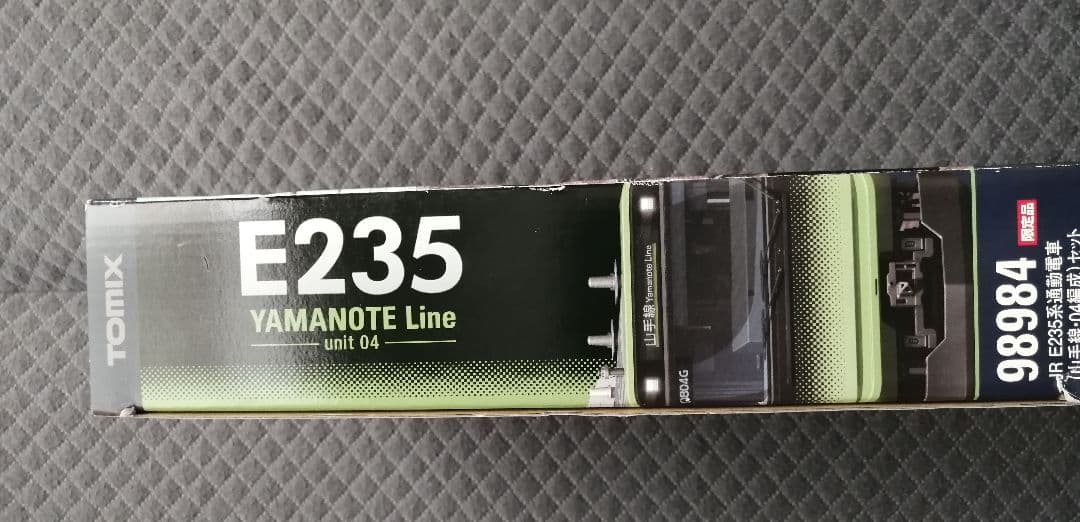 TOMIX
E235
YAMANOTE Line
unit 04
山手線 Yamanote Line
0804G
98984 限定品
JR E235系通勤電車
(山手線・04編成)セット